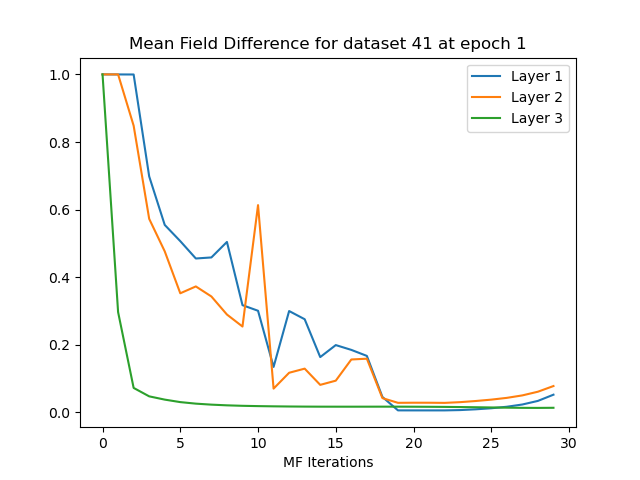 Mean Field Difference for dataset 41 at epoch 1
Layer 1
Layer 2
Layer 3
1.0
0.8
0.6
0.4
0.2
0.0
0 5 10 15 20 25 30
MF Iterations